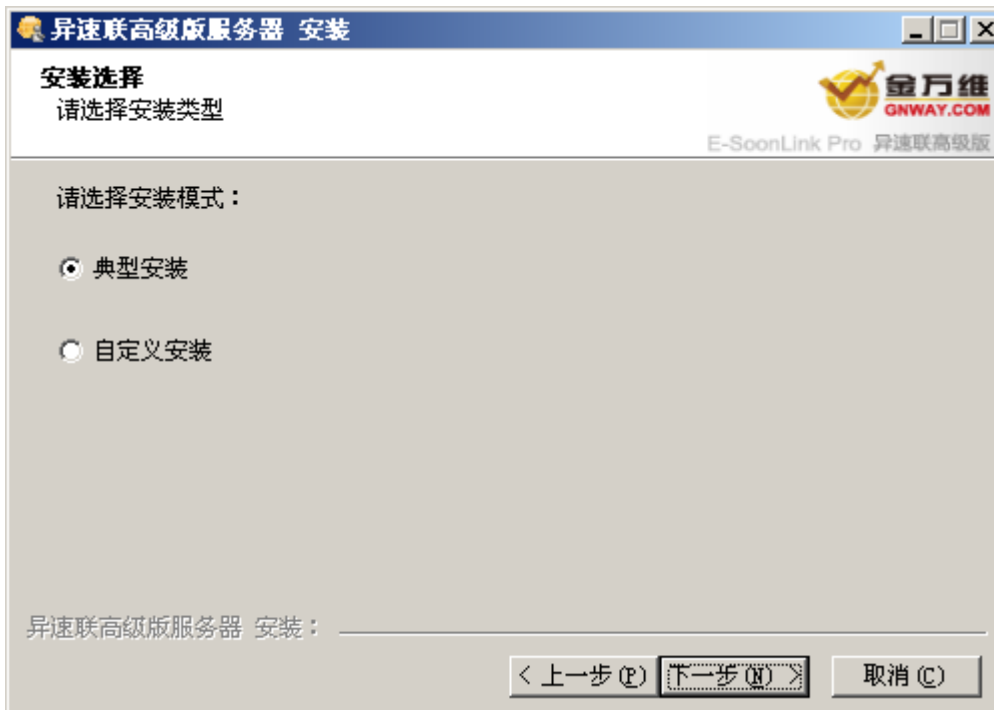 异速联高级版服务器 安装
安装选择
请选择安装类型
金万维
GNWAY.COM
E-SoonLink Pro 异速联高级版
请选择安装模式：
典型安装
自定义安装
异速联高级版服务器 安装：
< 上一步(P) 下一步(N) > 取消(C)